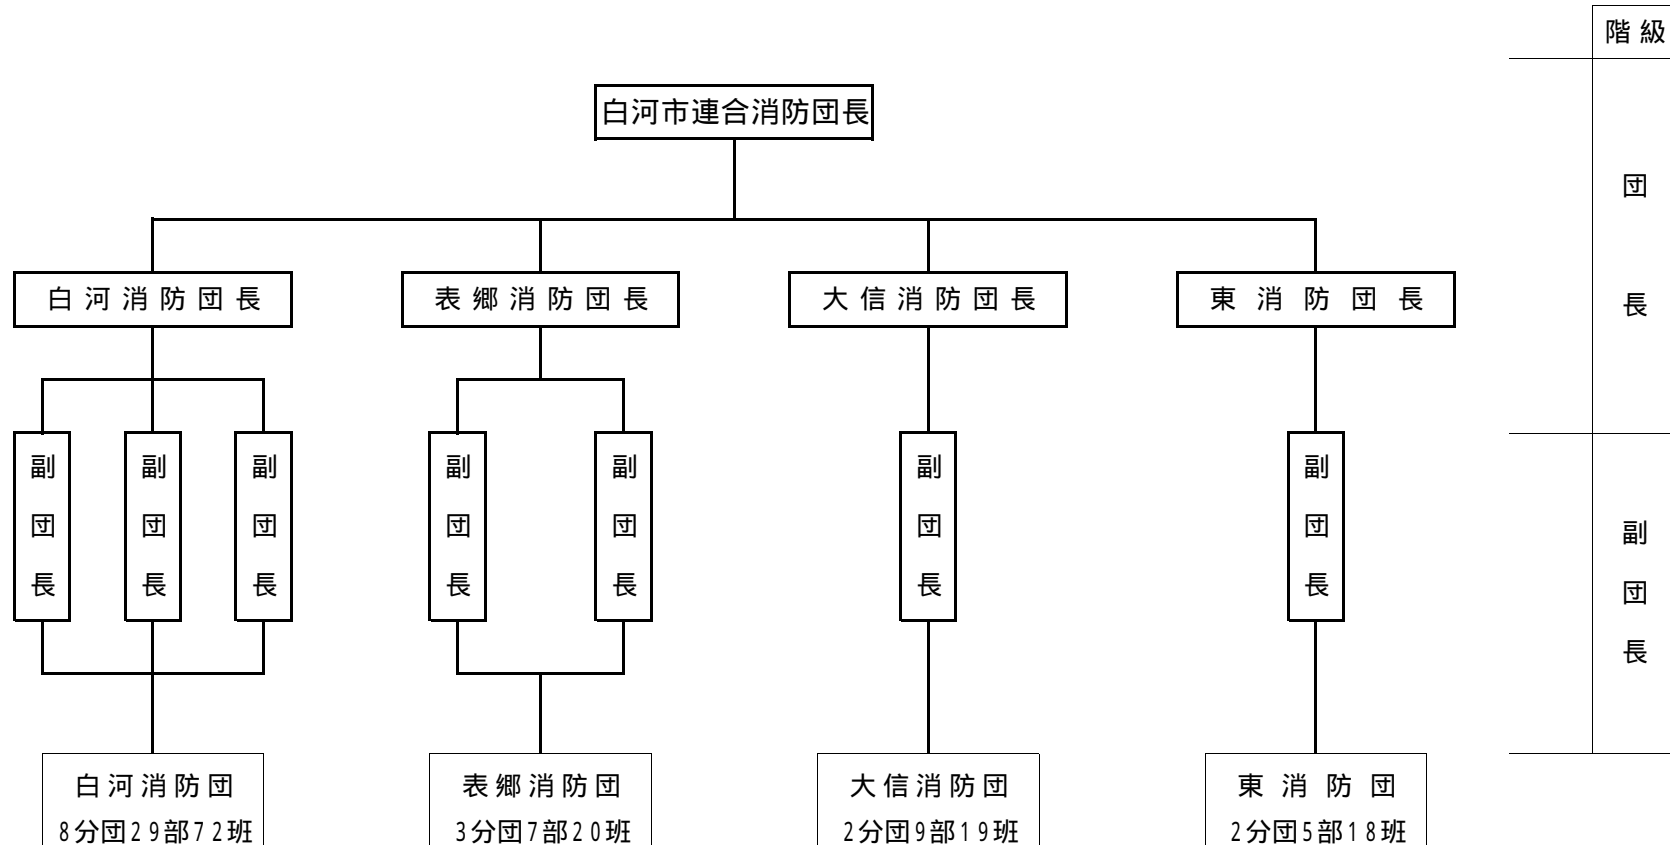 階級
白河市連合消防団長
団長
白河消防団長
表郷消防団長
大信消防団長
東消防団長
副団長
副団長
副団長
副団長
副団長
副団長
副団長
副団長
白河消防団
8分団29部72班
表郷消防団
3分団7部20班
大信消防団
2分団9部19班
東消防団
2分団5部18班